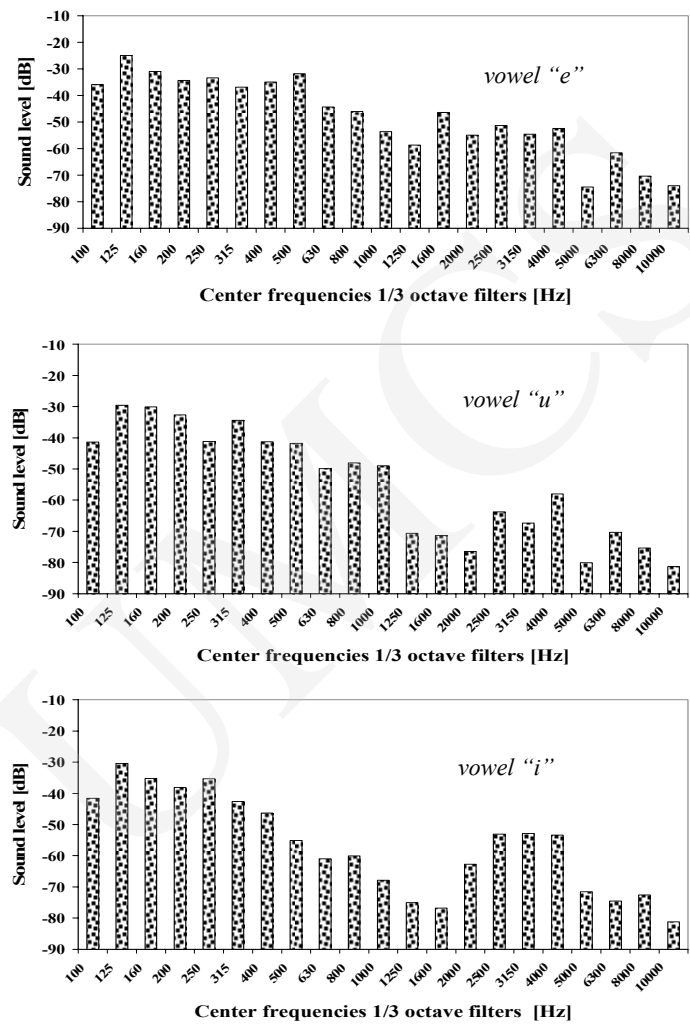 -10
-20
-30
-40
-50
-60
-70
-80
-90
Sound level [dB]
vowel “e”
100 125 160 200 250 315 400 500 630 800 1000 1250 1600 2000 2500 3150 4000 5000 6300 8000 10000
Center frequencies 1/3 octave filters [Hz]
-10
-20
-30
-40
-50
-60
-70
-80
-90
Sound level [dB]
vowel “u”
100 125 160 200 250 315 400 500 630 800 1000 1250 1600 2000 2500 3150 4000 5000 6300 8000 10000
Center frequencies 1/3 octave filters [Hz]
-10
-20
-30
-40
-50
-60
-70
-80
-90
Sound level [dB]
vowel “i”
100 125 160 200 250 315 400 500 630 800 1000 1250 1600 2000 2500 3150 4000 5000 6300 8000 10000
Center frequencies 1/3 octave filters [Hz]
UMCS